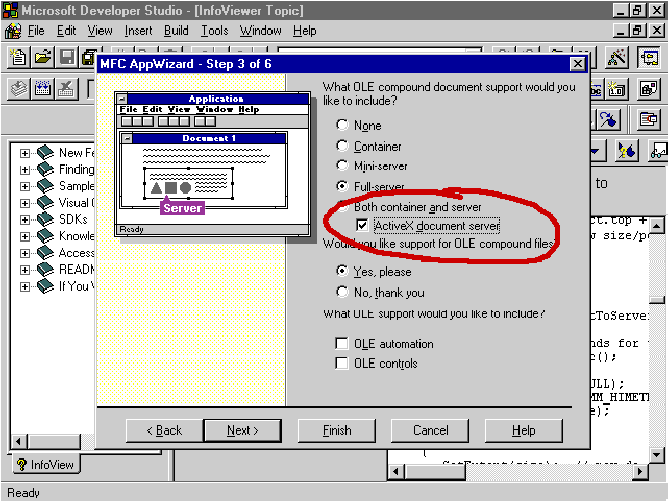 Microsoft Developer Studio - [InfoViewer Topic]
File Edit View Insert Build Tools Window Help
MFC AppWizard - Step 3 of 6
Application
File Edit View Window Help
Document 1
Server
Ready
What OLE compound document support would you
like to include?
None
Container
Mini-server
Full-server
Both container and server
ActiveX document server
Would you like support for OLE compound files
Yes, please
No, thank you
What OLE support would you like to include?
OLE automation
OLE controls
< Back
Next >
Finish
Cancel
Help
New Fe
Finding
Sample
Visual C
SDKs
Knowle
Access
README
If You V
to
ct.top +
w size/po
cToServer
nds for t
c();
ULL);
MM_HIMET
e);
SetExtent(size);
InfoView
Ready